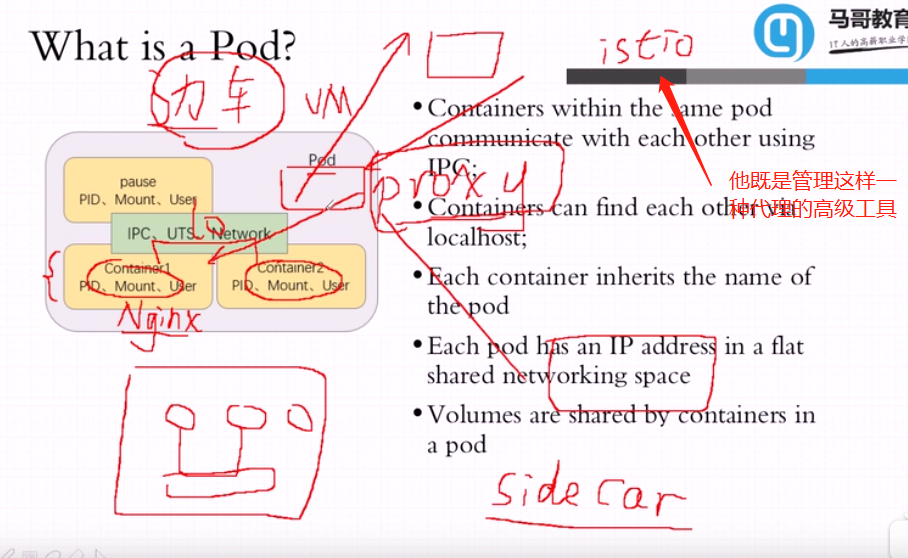 What is a Pod?
马哥教育
IT人的高薪职业学
istio
车
VM
Pod
proxy
pause
PID、Mount、User
lo
IPC、UTS、Network
Container1
PID、Mount、User
Container2
PID、Mount、User
Nginx
• Containers within the same pod
communicate with each other using
IPC;
• Containers can find each other via
localhost;
• Each container inherits the name of
the pod
• Each pod has an IP address in a flat
shared networking space
• Volumes are shared by containers in
a pod
他既是管理这样一
种代理的高级工具
sidecar